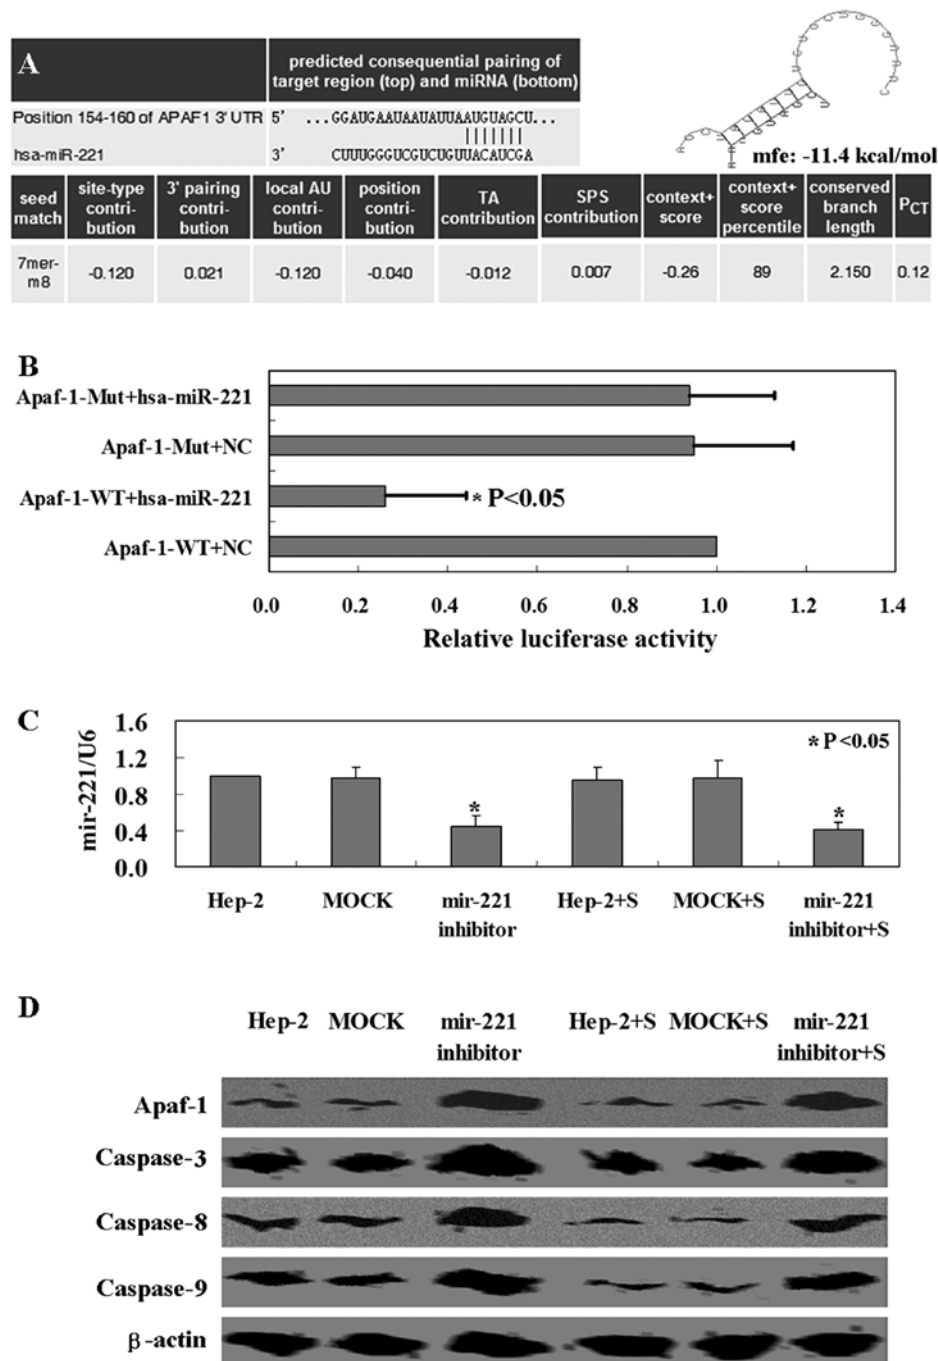 A
predicted consequential pairing of
target region (top) and miRNA (bottom)
Position 154-160 of APAF1 3' UTR 5' ...GGAUGAAUAAUAUUAAUGUAGCU...
hsa-miR-221 3' CUUUGGGUCGUCUGUUACAUCGA
mfe: -11.4 kcal/mol
seed match site-type contri-bution 3' pairing contri-bution local AU contri-bution position contri-bution TA contribution SPS contribution context+ score context+ score percentile conserved branch length PCT
7mer-m8 -0.120 0.021 -0.120 -0.040 -0.012 0.007 -0.26 89 2.150 0.12
B
Apaf-1-Mut+hsa-miR-221
Apaf-1-Mut+NC
Apaf-1-WT+hsa-miR-221 * P<0.05
Apaf-1-WT+NC
0.0 0.2 0.4 0.6 0.8 1.0 1.2 1.4
Relative luciferase activity
C
mir-221/U6
1.6
1.2
0.8
0.4
0.0
* P<0.05
*
*
Hep-2 MOCK mir-221 inhibitor Hep-2+S MOCK+S mir-221 inhibitor+S
D
Hep-2 MOCK mir-221 inhibitor Hep-2+S MOCK+S mir-221 inhibitor+S
Apaf-1
Caspase-3
Caspase-8
Caspase-9
β-actin